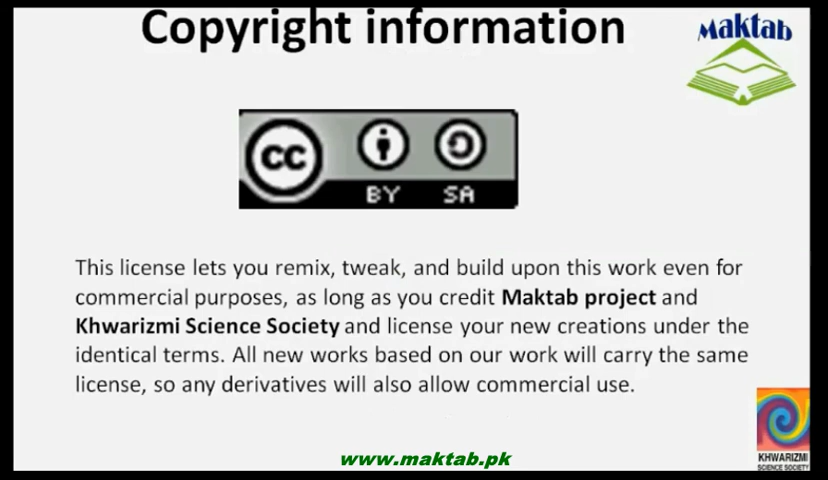 Copyright information
Maktab
cc
BY SA
This license lets you remix, tweak, and build upon this work even for
commercial purposes, as long as you credit Maktab project and
Khwarizmi Science Society and license your new creations under the
identical terms. All new works based on our work will carry the same
license, so any derivatives will also allow commercial use.
KHWARIZMI
SCIENCE SOCIETY
www.maktab.pk